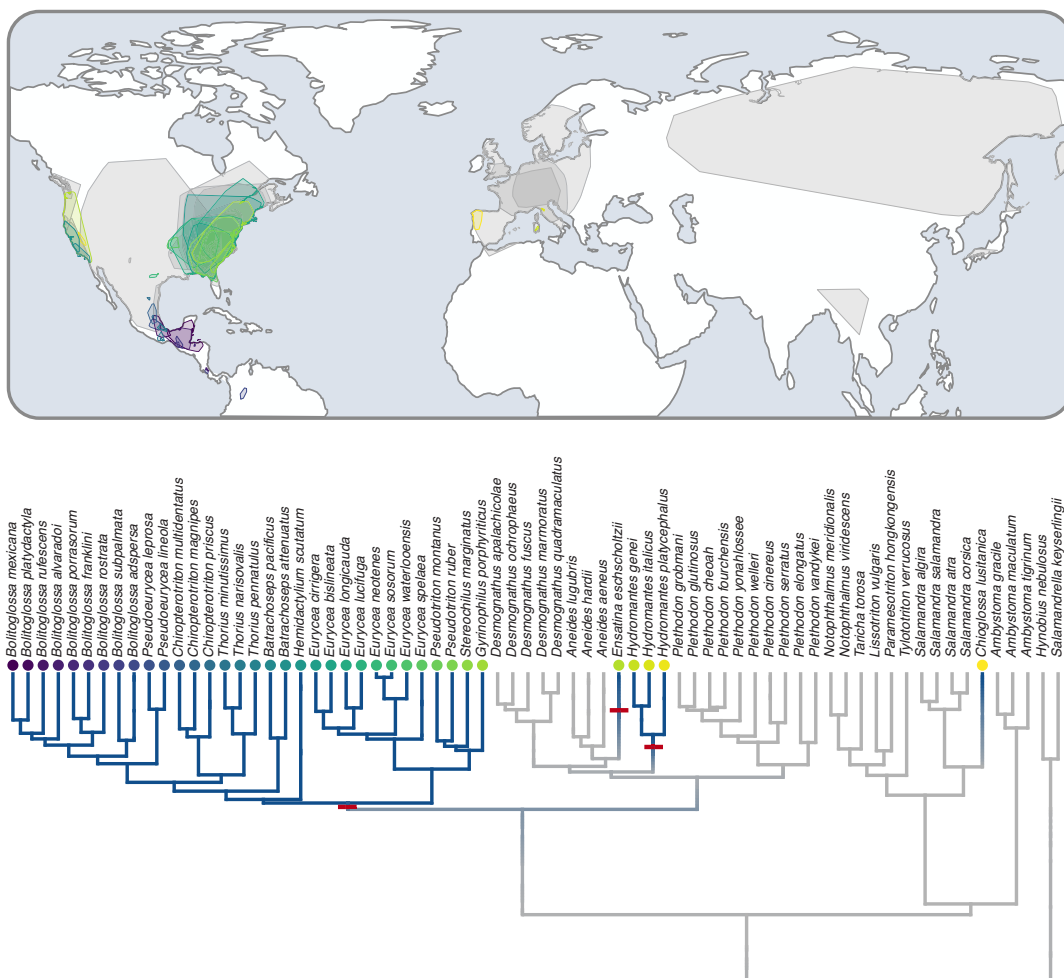 Bolitoglossa mexicana
Bolitoglossa platydactyla
Bolitoglossa rufescens
Bolitoglossa alvaradoi
Bolitoglossa porrasorum
Bolitoglossa franklini
Bolitoglossa rostrata
Bolitoglossa subpalmata
Bolitoglossa adspersa
Pseudoeurycea leprosa
Pseudoeurycea lineola
Chiropterotriton multidentatus
Chiropterotriton magnipes
Chiropterotriton priscus
Thorius minutissimus
Thorius narisovalis
Thorius pennatulus
Batrachoseps pacificus
Batrachoseps attenuatus
Hemidactylium scutatum
Eurycea cirrigera
Eurycea bislineata
Eurycea longicauda
Eurycea lucifuga
Eurycea neotenes
Eurycea sosorum
Eurycea waterlooensis
Eurycea spelaea
Pseudotriton montanus
Pseudotriton ruber
Stereochilus marginatus
Gyrinophilus porphyriticus
Desmognathus apalachicolae
Desmognathus ochrophaeus
Desmognathus fuscus
Desmognathus marmoratus
Desmognathus quadramaculatus
Aneides lugubris
Aneides hardii
Aneides aeneus
Ensatina eschscholtzii
Hydromantes genei
Hydromantes italicus
Hydromantes platycephalus
Plethodon grobmani
Plethodon glutinosus
Plethodon cheoah
Plethodon fourchensis
Plethodon yonahlossee
Plethodon welleri
Plethodon cinereus
Plethodon serratus
Plethodon elongatus
Plethodon vandykei
Notophthalmus meridionalis
Notophthalmus viridescens
Taricha torosa
Lissotriton vulgaris
Paramesotriton hongkongensis
Tylototriton verrucosus
Salamandra algira
Salamandra salamandra
Salamandra atra
Salamandra corsica
Chioglossa lusitanica
Ambystoma gracile
Ambystoma maculatum
Ambystoma tigrinum
Hynobius nebulosus
Salamandrella keyserlingii